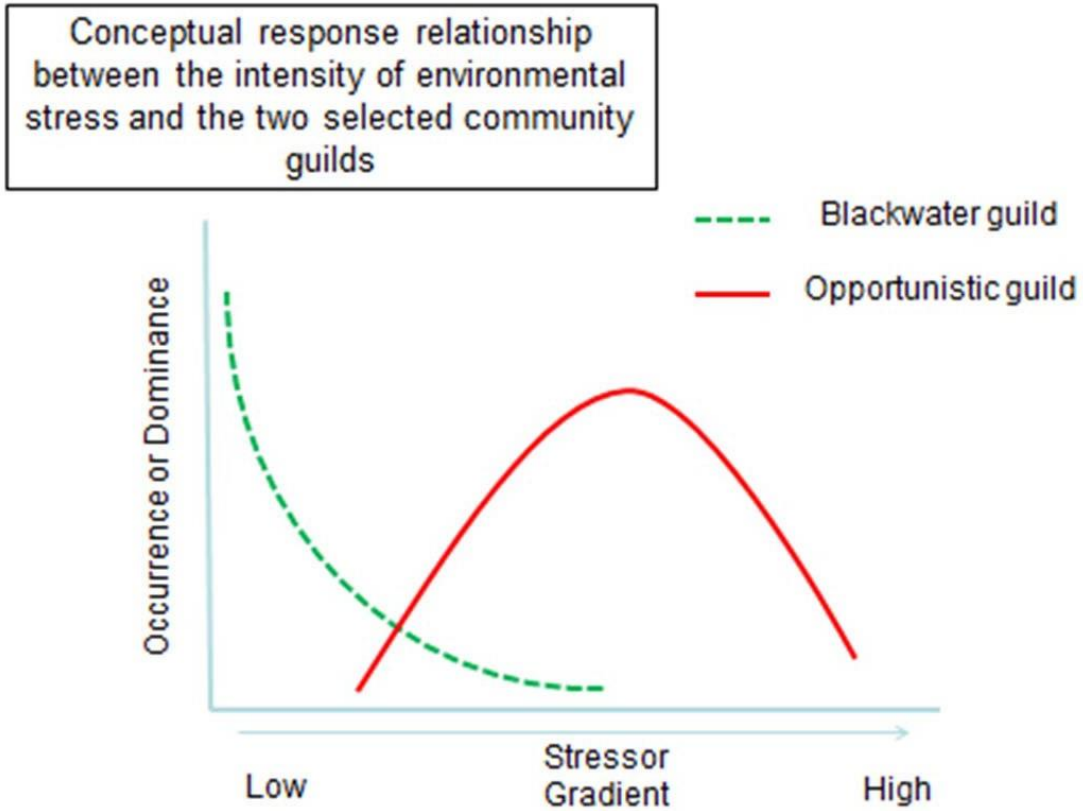 Conceptual response relationship
between the intensity of environmental
stress and the two selected community
guilds
Blackwater guild
Opportunistic guild
Occurrence or Dominance
Stressor
Gradient
Low
High